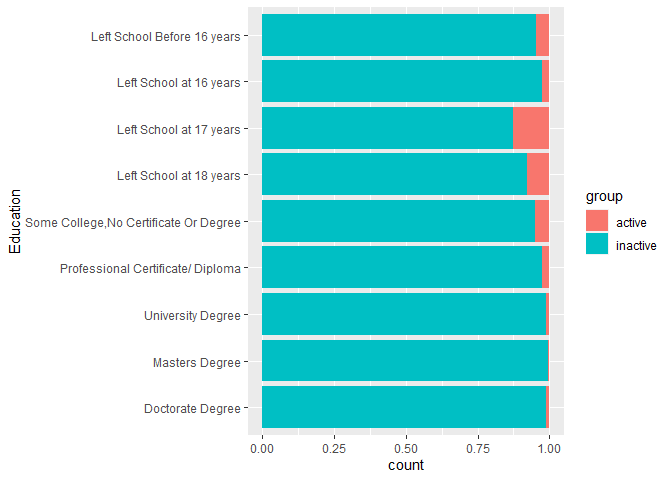 Left School Before 16 years
Left School at 16 years
Left School at 17 years
Left School at 18 years
Some College,No Certificate Or Degree
Professional Certificate/ Diploma
University Degree
Masters Degree
Doctorate Degree
Education
0.00 0.25 0.50 0.75 1.00
count
group
active
inactive